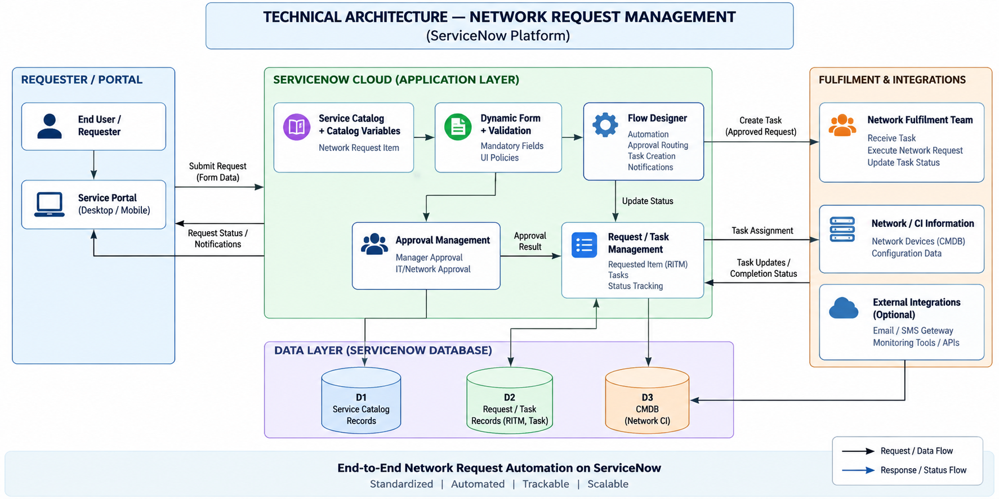 TECHNICAL ARCHITECTURE — NETWORK REQUEST MANAGEMENT
(ServiceNow Platform)
REQUESTER / PORTAL
End User /
Requester
Service Portal
(Desktop / Mobile)
Submit Request
(Form Data)
Request Status /
Notifications
SERVICENOW CLOUD (APPLICATION LAYER)
Service Catalog
+ Catalog Variables
Network Request Item
Dynamic Form
+ Validation
Mandatory Fields
UI Policies
Flow Designer
Automation
Approval Routing
Task Creation
Notifications
Update Status
Approval Management
Manager Approval
IT/Network Approval
Approval
Result
Request / Task
Management
Requested Item (RITM)
Tasks
Status Tracking
Create Task
(Approved Request)
Task Assignment
Task Updates /
Completion Status
FULFILMENT & INTEGRATIONS
Network Fulfilment Team
Receive Task
Execute Network Request
Update Task Status
Network / CI Information
Network Devices (CMDB)
Configuration Data
External Integrations
(Optional)
Email / SMS Geteway
Monitoring Tools / APIs
DATA LAYER (SERVICENOW DATABASE)
D1
Service Catalog
Records
D2
Request / Task
Records (RITM, Task)
D3
CMDB
(Network CI)
Request / Data Flow
Response / Status Flow
End-to-End Network Request Automation on ServiceNow
Standardized | Automated | Trackable | Scalable